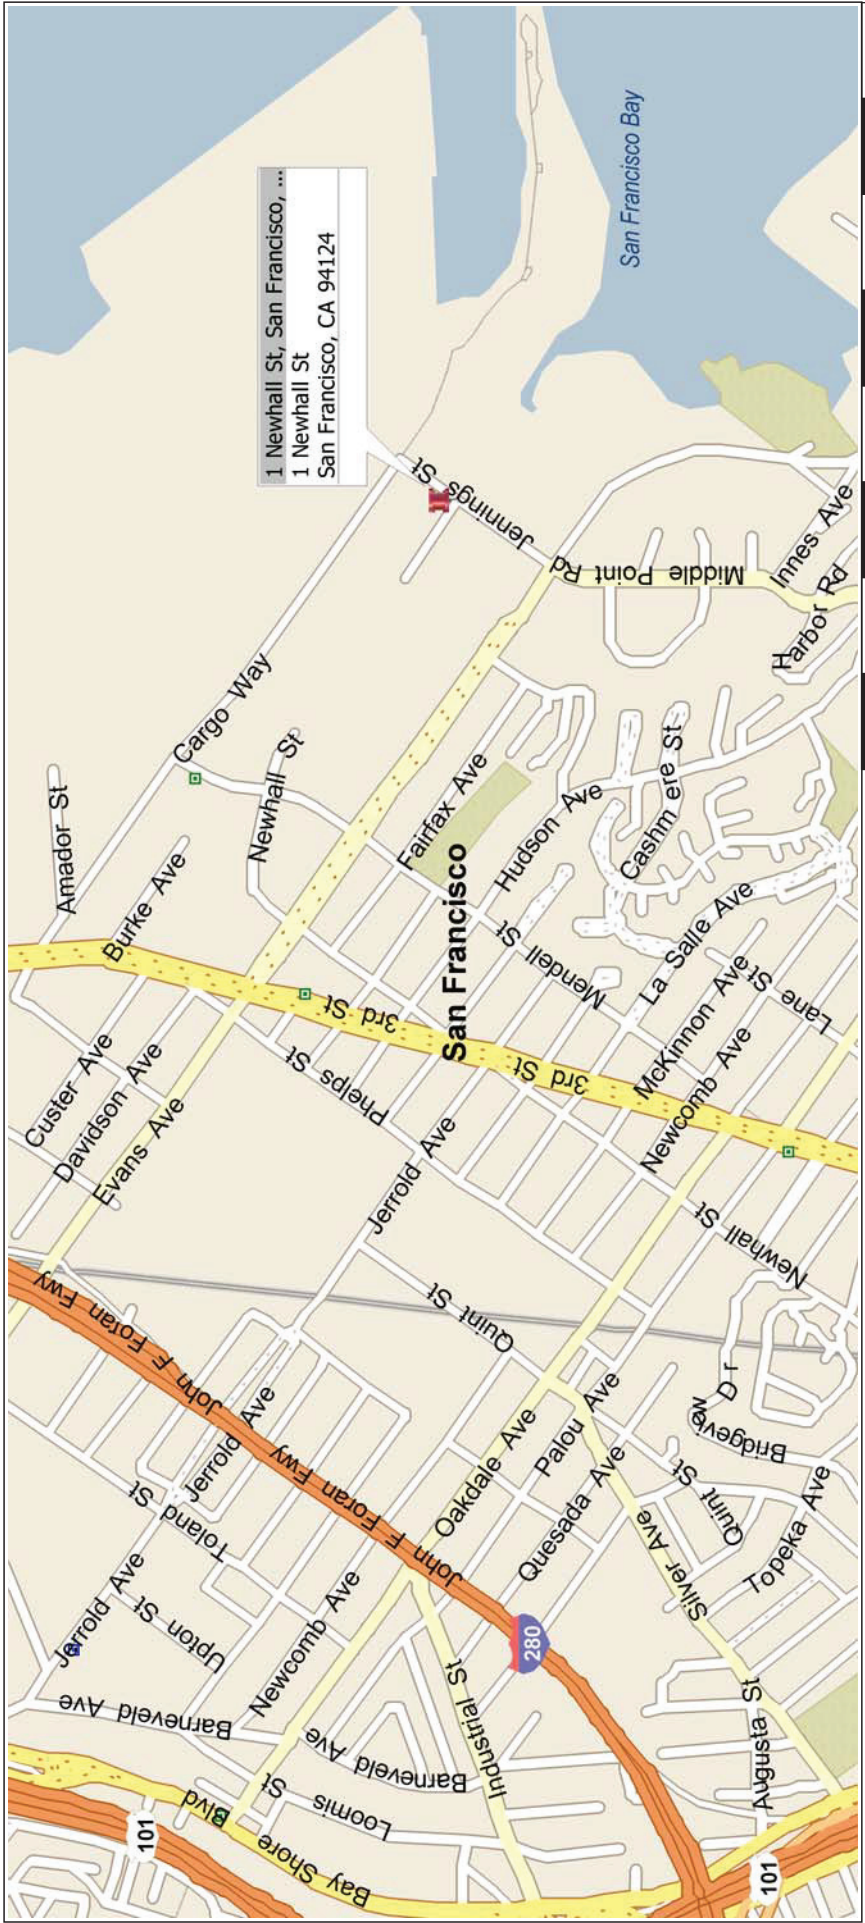 1 Newhall St, San Francisco, ...
1 Newhall St
San Francisco, CA 94124
San Francisco Bay
Jennings St
Middle Point Rd
Innes Ave
Harbor Rd
Cargo Way
Amador St
Newhall St
Burke Ave
Fairfax Ave
Hudson Ave
Cashm ere St
San Francisco
Mendell St
La Salle Ave
Lane Sta
McKinnon Ave
Newcomb Ave
3rd St
3rd St
Phelps St
Custer Ave
Davidson Ave
Evans Ave
Jerrold Ave
Newhall St
Quint St
John F Foran Fwy
John F Foran Fwy
Jerrold Ave
Toland St
Jerrold Ave
Upton St
Newcomb Ave
Oakdale Ave
Palou Ave
Quesada Ave
Bridgeview Dr
Quint St
Topeka Ave
Silver Ave
280
Industrial St
Barneveld Ave
Barneveld Ave
Loomis St
Augusta St
Bay Shore Blvd
101
101